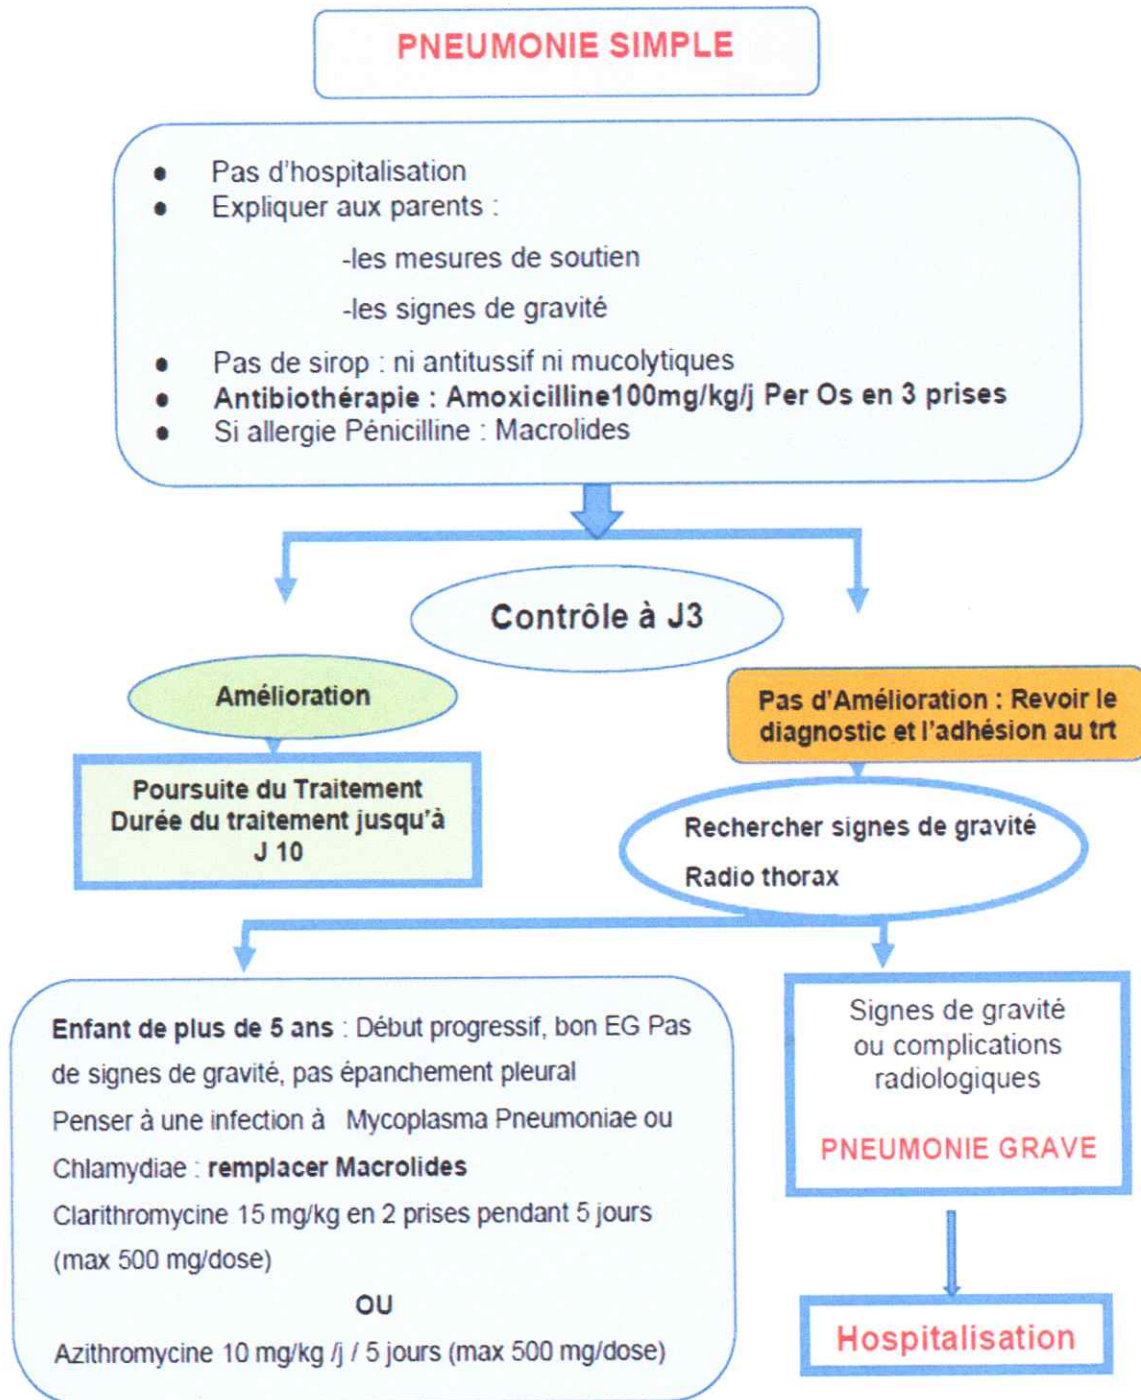 PNEUMONIE SIMPLE
● Pas d'hospitalisation
● Expliquer aux parents :
-les mesures de soutien
-les signes de gravité
● Pas de sirop : ni antitussif ni mucolytiques
● Antibiothérapie : Amoxicilline100mg/kg/j Per Os en 3 prises
● Si allergie Pénicilline : Macrolides
Contrôle à J3
Amélioration
Poursuite du Traitement
Durée du traitement jusqu'à
J 10
Pas d'Amélioration : Revoir le
diagnostic et l'adhésion au trt
Rechercher signes de gravité
Radio thorax
Enfant de plus de 5 ans : Début progressif, bon EG Pas
de signes de gravité, pas épanchement pleural
Penser à une infection à Mycoplasma Pneumoniae ou
Chlamydiae : remplacer Macrolides
Clarithromycine 15 mg/kg en 2 prises pendant 5 jours
(max 500 mg/dose)
OU
Azithromycine 10 mg/kg /j / 5 jours (max 500 mg/dose)
Signes de gravité
ou complications
radiologiques
PNEUMONIE GRAVE
Hospitalisation